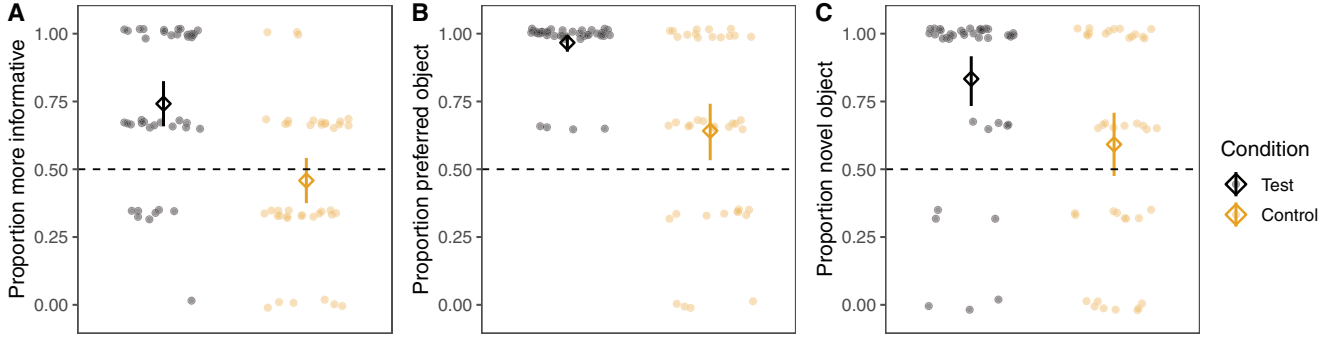 A
Proportion more informative
1.00
0.75
0.50
0.25
0.00
B
Proportion preferred object
1.00
0.75
0.50
0.25
0.00
C
Proportion novel object
1.00
0.75
0.50
0.25
0.00
Condition
Test
Control